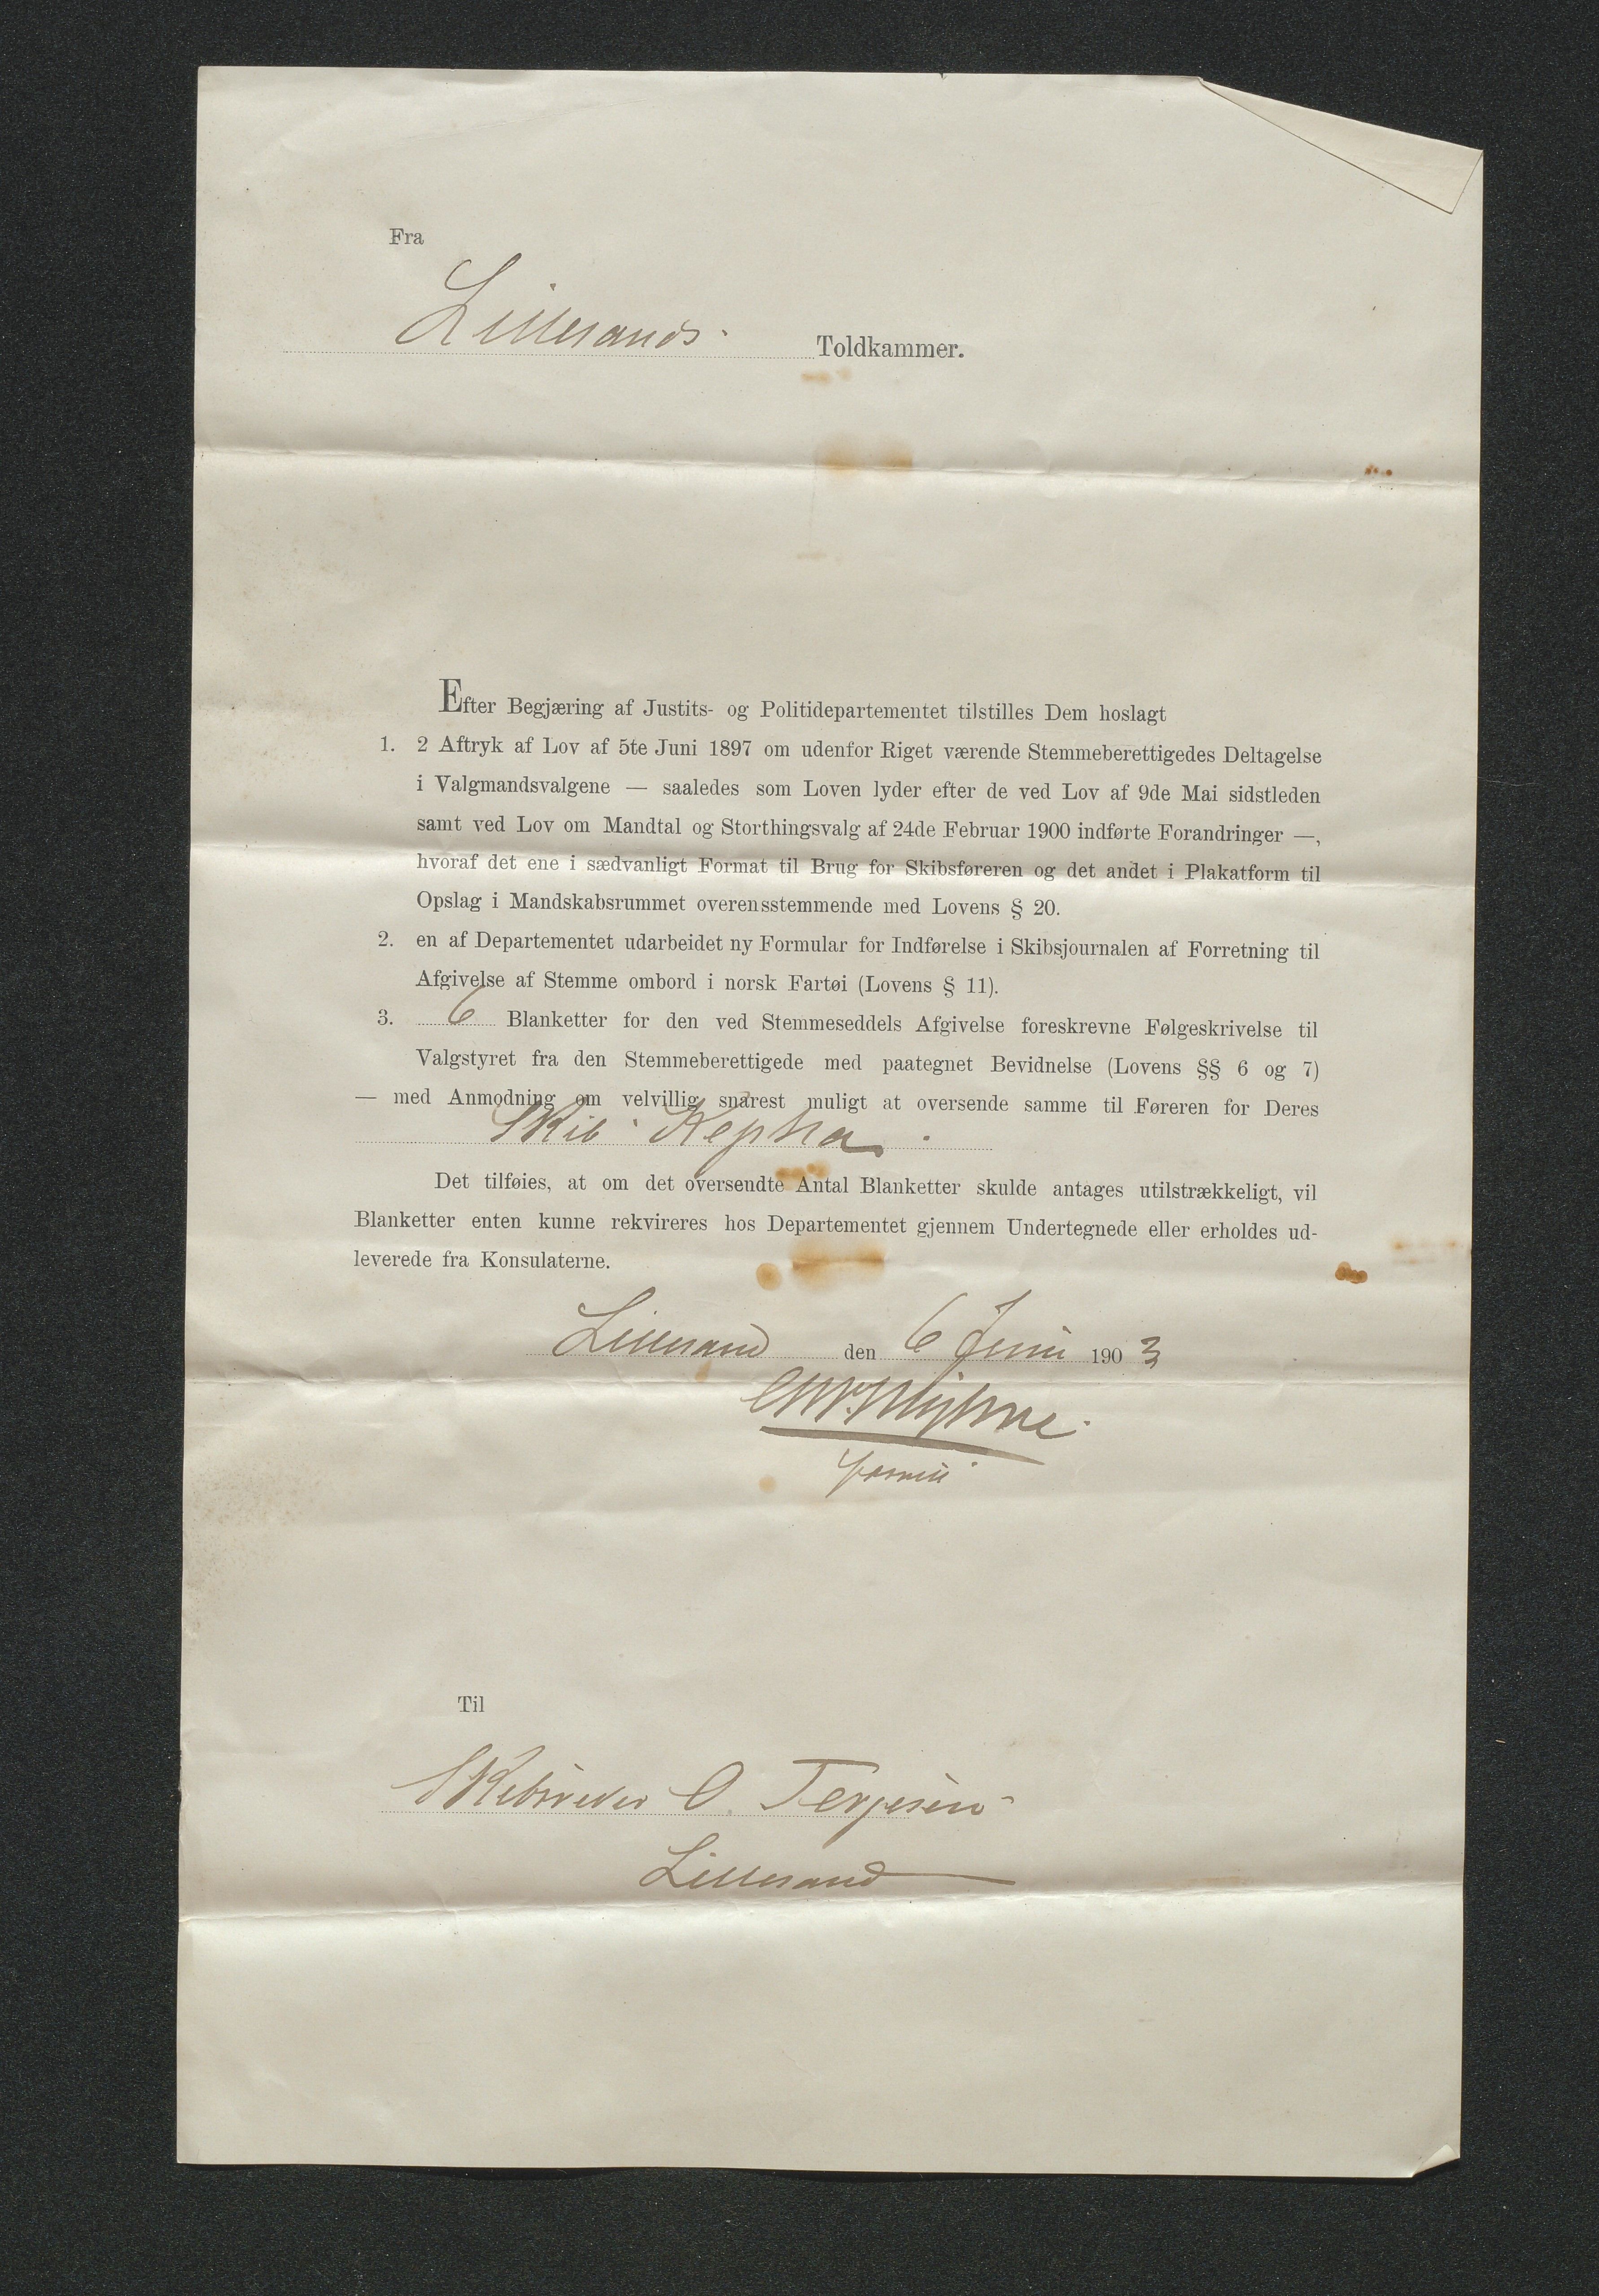 Fra
Lillesands Toldkammer.
Efter Begjæring af Justits- og Politidepartementet tilstilles Dem hoslagt
1. 2 Aftryk af Lov af 5te Juni 1897 om udenfor Riget værende Stemmeberettigedes Deltagelse
i Valgmandsvalgene — saaledes som Loven lyder efter de ved Lov af 9de Mai sidstleden
samt ved Lov om Mandtal og Storthingsvalg af 24de Februar 1900 indførte Forandringer —,
hvoraf det ene i sædvanligt Format til Brug for Skibsføreren og det andet i Plakatform til
Opslag i Mandskabsrummet overensstemmende med Lovens § 20.
2. en af Departementet udarbeidet ny Formular for Indførelse i Skibsjournalen af Forretning til
Afgivelse af Stemme ombord i norsk Fartøi (Lovens § 11).
3. 6 Blanketter for den ved Stemmeseddels Afgivelse foreskrevne Følgeskrivelse til
Valgstyret fra den Stemmeberettigede med paategnet Bevidnelse (Lovens §§ 6 og 7)
— med Anmodning om velvillig snarest muligt at oversende samme til Føreren for Deres
Skib Kepha.
Det tilføies, at om det oversendte Antal Blanketter skulde antages utilstrækkeligt, vil
Blanketter enten kunne rekvireres hos Departementet gjennem Undertegnede eller erholdes ud-
leverede fra Konsulaterne.
Lillesand den 6 Juni 1903
Til
Skibsreder O. Terjesen
Lillesand